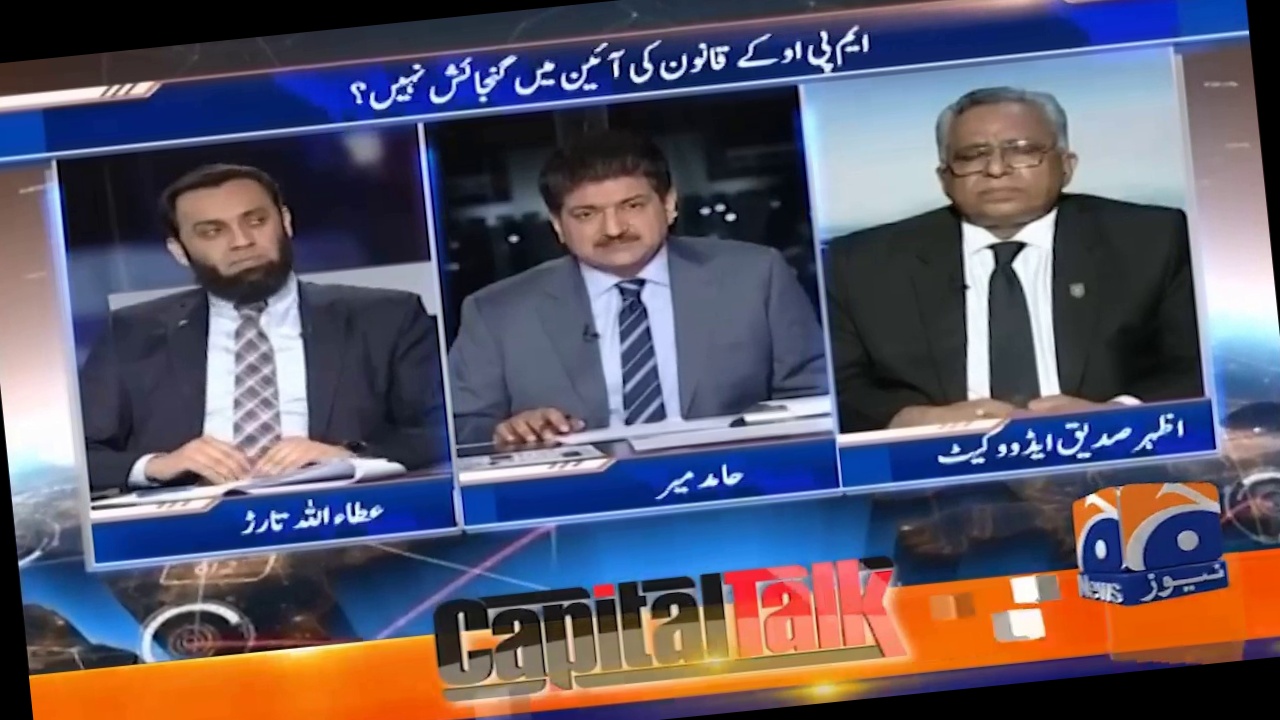 ایم پی او کے قانون کی آئین میں گنجائش نہیں؟
اظہر صدیق ایڈووکیٹ
حامد میر
عطاء اللہ تارڑ
Capital Talk
جیو
News نیوز